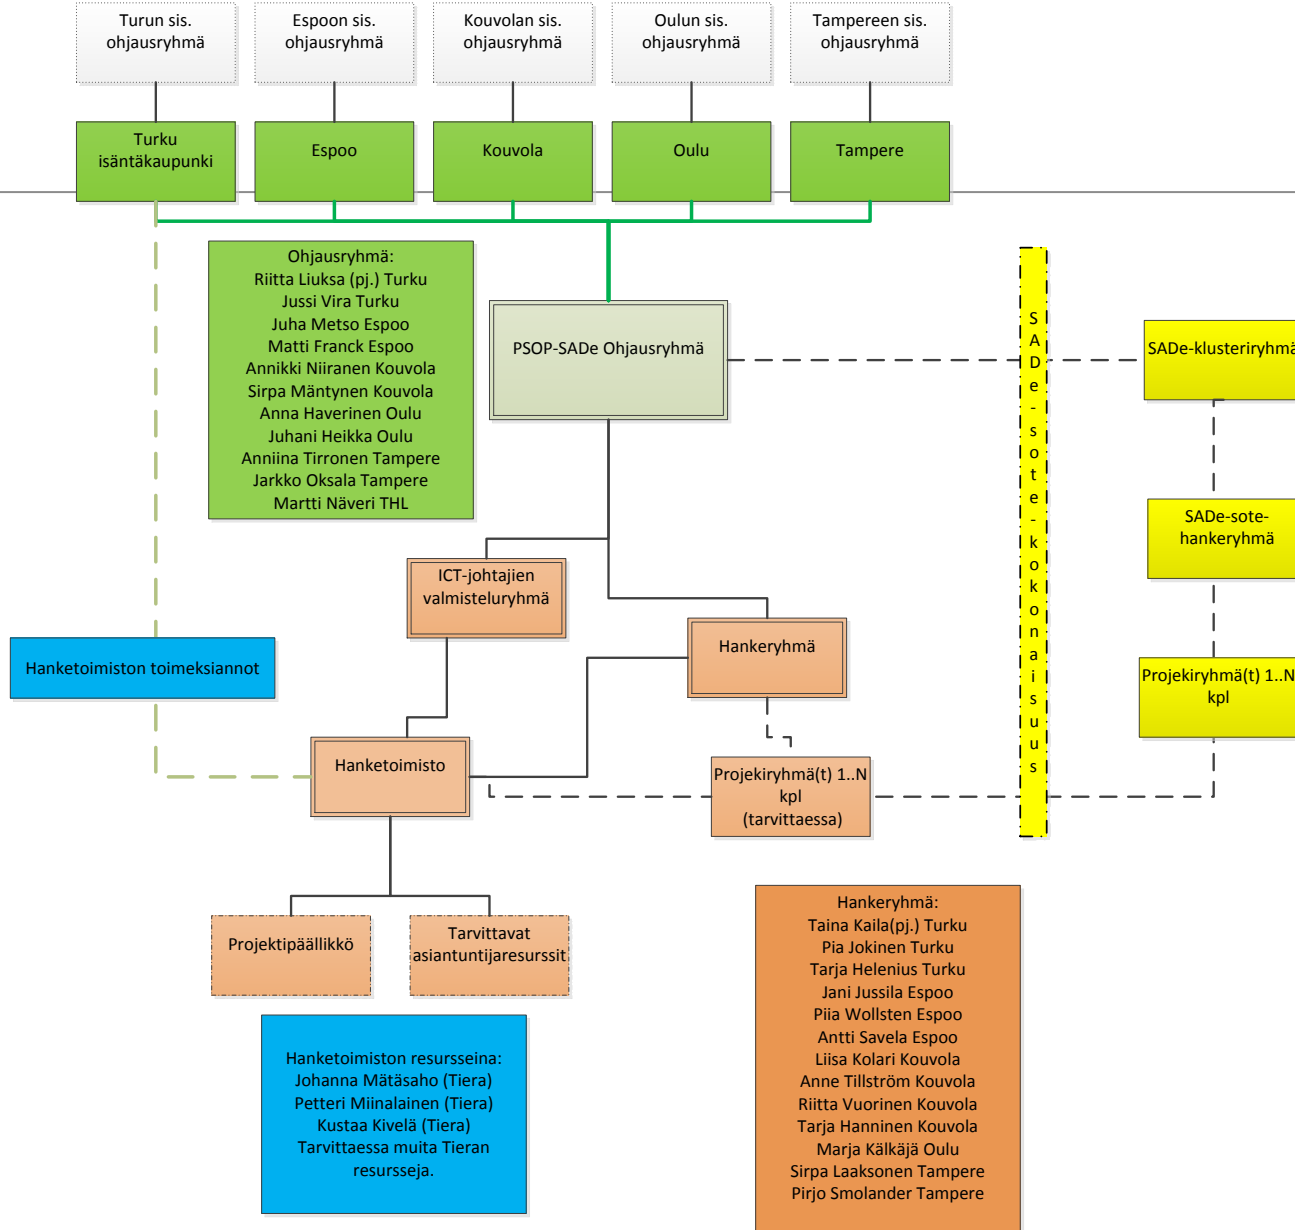 Turun sis.
ohjausryhmä
Espoon sis.
ohjausryhmä
Kouvolan sis.
ohjausryhmä
Oulun sis.
ohjausryhmä
Tampereen sis.
ohjausryhmä
Turku
isäntäkaupunki
Espoo
Kouvola
Oulu
Tampere
Ohjausryhmä:
Riitta Liuksa (pj.) Turku
Jussi Vira Turku
Juha Metso Espoo
Matti Franck Espoo
Annikki Niiranen Kouvola
Sirpa Mäntynen Kouvola
Anna Haverinen Oulu
Juhani Heikka Oulu
Anniina Tirronen Tampere
Jarkko Oksala Tampere
Martti Näveri THL
PSOP-SADe Ohjausryhmä
SADe-sote-kokonaisuus
SADe-klusteriryhmä
SADe-sote-
hankeryhmä
Projekiryhmä(t) 1..N
kpl
ICT-johtajien
valmisteluryhmä
Hankeryhmä
Hanketoimiston toimeksiannot
Hanketoimisto
Projekiryhmä(t) 1..N
kpl
(tarvittaessa)
Projektipäällikkö
Tarvittavat
asiantuntijaresurssit
Hanketoimiston resursseina:
Johanna Mätäsaho (Tiera)
Petteri Miinalainen (Tiera)
Kustaa Kivelä (Tiera)
Tarvittaessa muita Tieran
resursseja.
Hankeryhmä:
Taina Kaila(pj.) Turku
Pia Jokinen Turku
Tarja Helenius Turku
Jani Jussila Espoo
Piia Wollsten Espoo
Antti Savela Espoo
Liisa Kolari Kouvola
Anne Tillström Kouvola
Riitta Vuorinen Kouvola
Tarja Hanninen Kouvola
Marja Kälkäjä Oulu
Sirpa Laaksonen Tampere
Pirjo Smolander Tampere